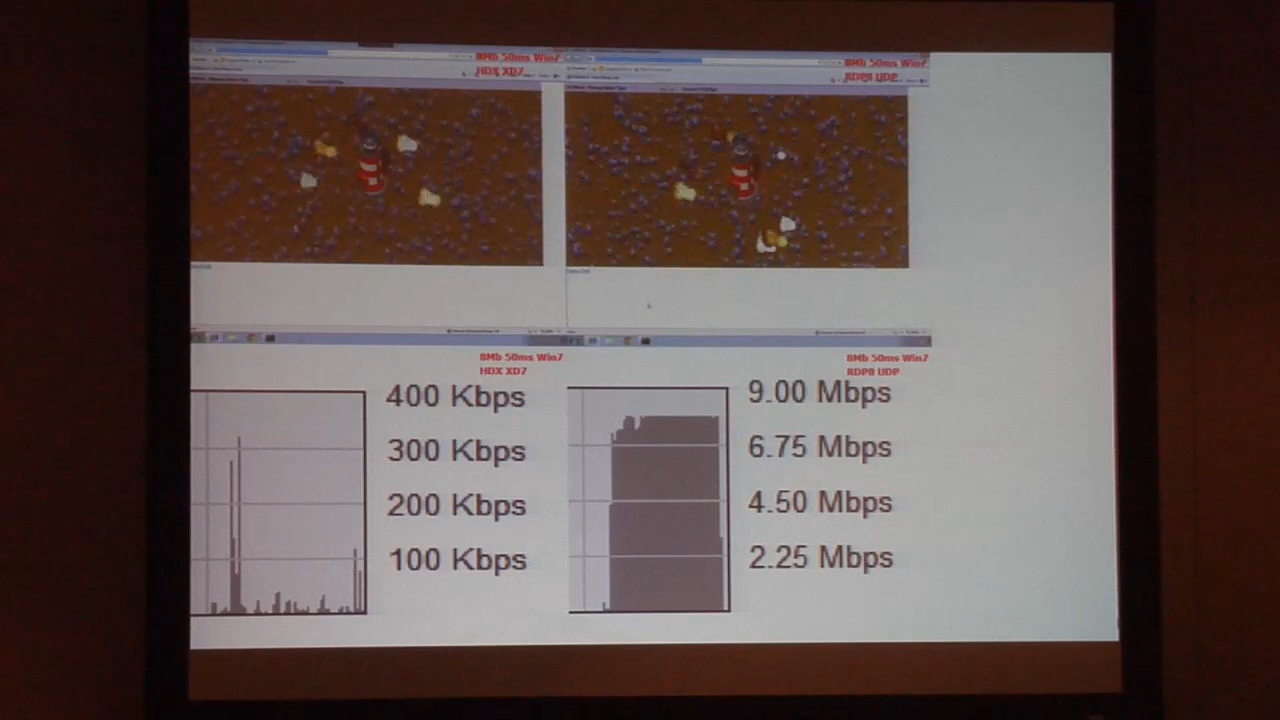 8Mb 50ms Win7
HDX XD7
8Mb 50ms Win7
RDP8 UDP
8Mb 50ms Win7
HDX XD7
8Mb 50ms Win7
RDP8 UDP
400 Kbps
300 Kbps
200 Kbps
100 Kbps
9.00 Mbps
6.75 Mbps
4.50 Mbps
2.25 Mbps